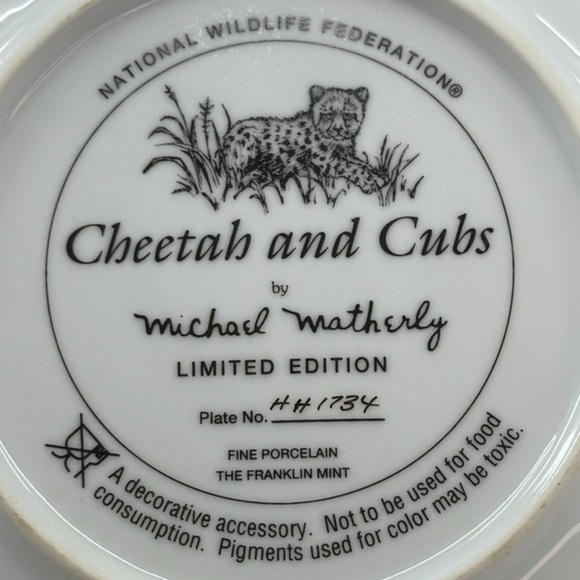 NATIONAL WILDLIFE FEDERATION®
Cheetah and Cubs
by
Michael Matherly
LIMITED EDITION
Plate No. HH1734
FINE PORCELAIN
THE FRANKLIN MINT
A decorative accessory. Not to be used for food
consumption. Pigments used for color may be toxic.